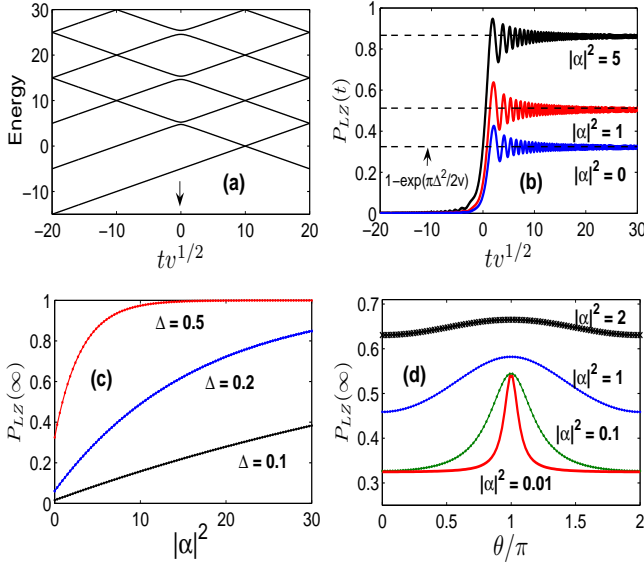 30
20
10
0
−10
Energy
−20
−10
0
10
20
tv^{1/2}
(a)
1
0.8
0.6
0.4
0.2
0
P_{LZ}(t)
−20
−10
0
10
20
30
tv^{1/2}
|α|² = 5
|α|² = 1
|α|² = 0
1−exp(πΔ²/2v)
(b)
1
0.8
0.6
0.4
0.2
0
P_{LZ}(∞)
0
10
20
30
|α|²
Δ = 0.5
(c)
Δ = 0.2
Δ = 0.1
0.7
0.6
0.5
0.4
0.3
P_{LZ}(∞)
0
0.5
1
1.5
2
θ/π
|α|² = 2
(d)
|α|² = 1
|α|² = 0.1
|α|² = 0.01